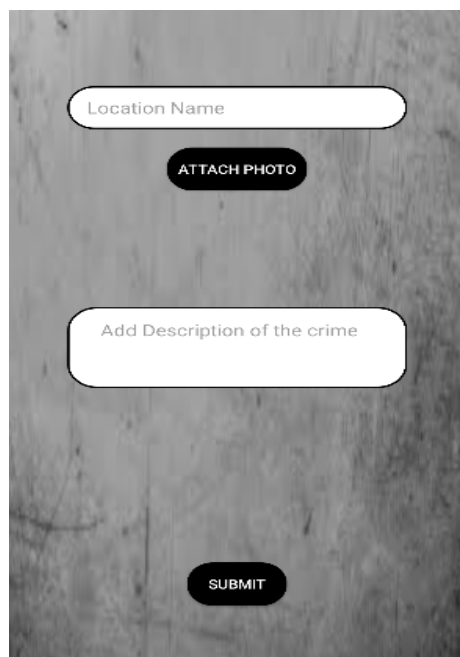 Location Name
ATTACH PHOTO
Add Description of the crime
SUBMIT